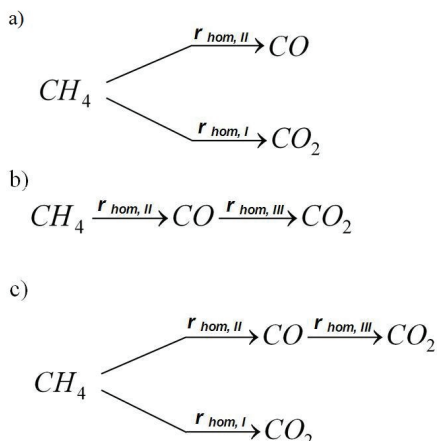 a)
r hom, II
CO
CH4
r hom, I
CO2
b)
CH4 r hom, II CO r hom, III CO2
c)
r hom, II r hom, III
CO CO2
CH4
r hom, I
CO2